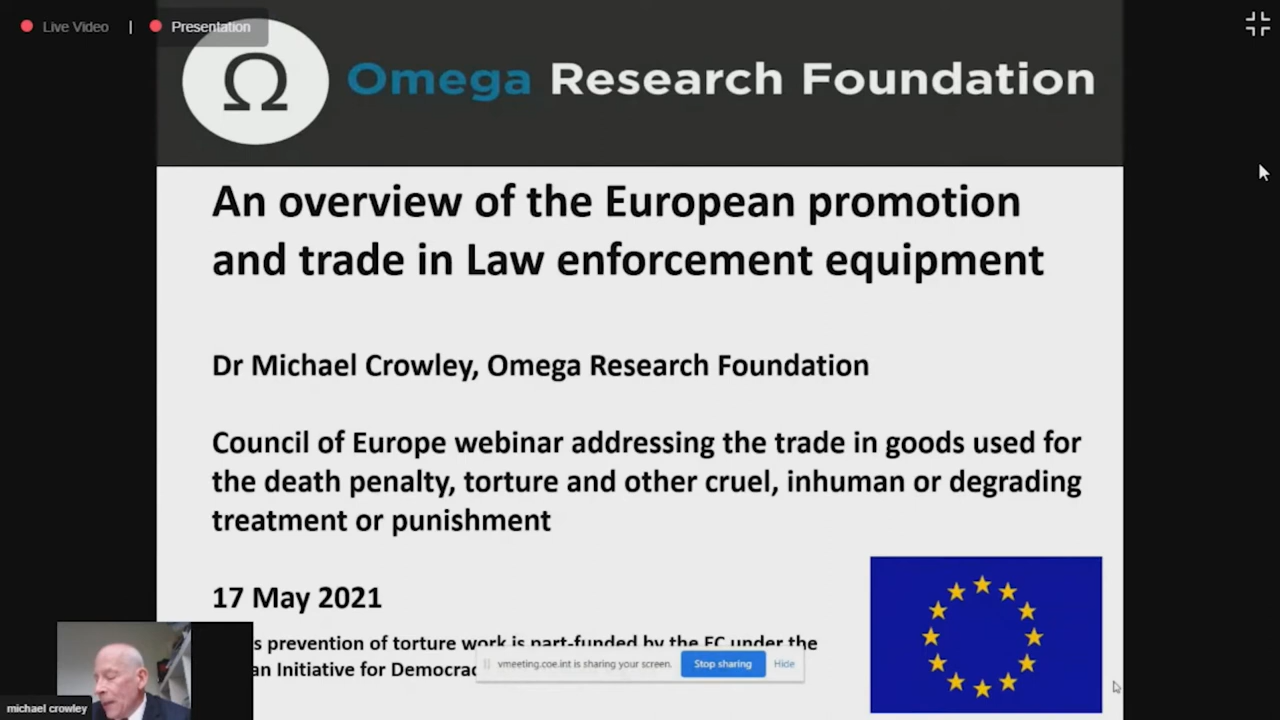 Live Video | Presentation
Ω Omega Research Foundation
An overview of the European promotion
and trade in Law enforcement equipment
Dr Michael Crowley, Omega Research Foundation
Council of Europe webinar addressing the trade in goods used for
the death penalty, torture and other cruel, inhuman or degrading
treatment or punishment
17 May 2021
s prevention of torture work is part-funded by the EC under the
an Initiative for Democrac
vmeeting.coe.int is sharing your screen. Stop sharing Hide
michael crowley